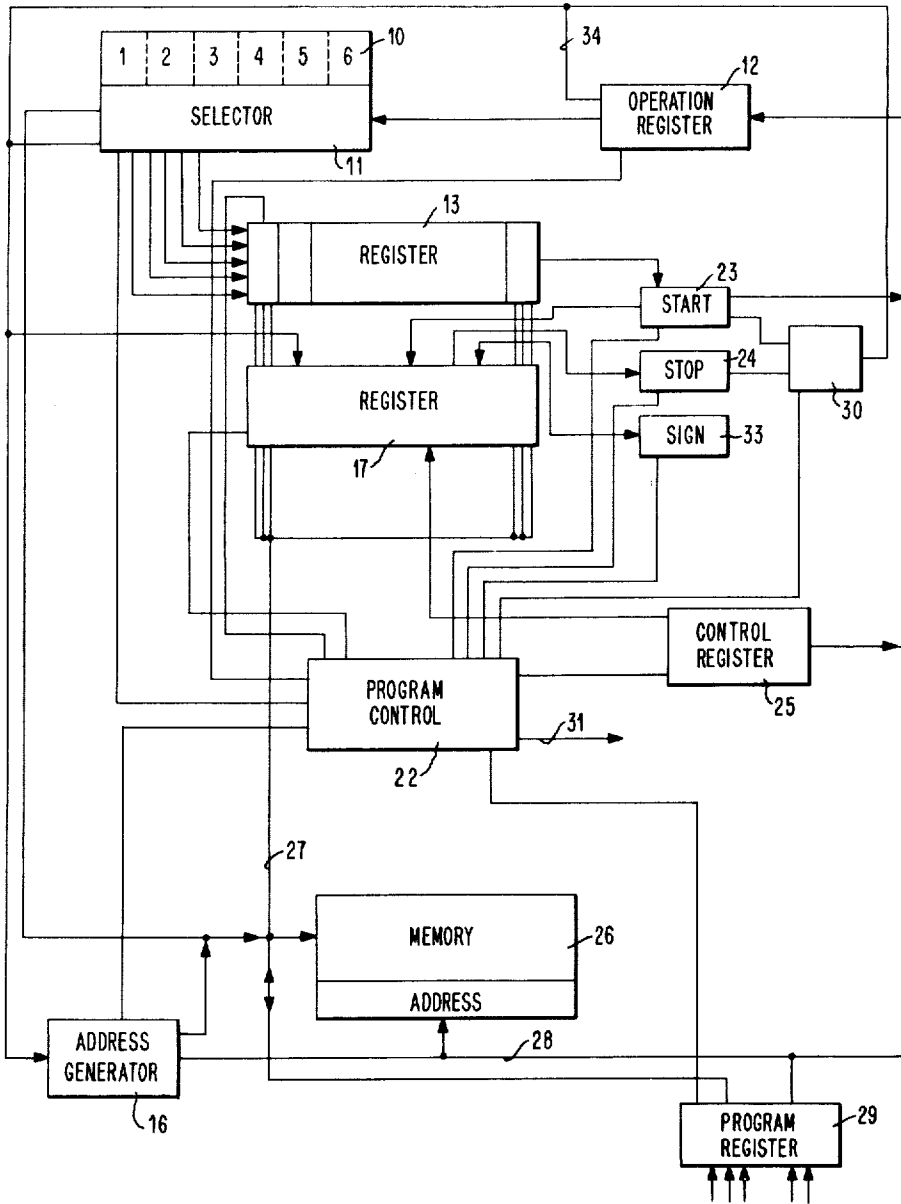 34
1 2 3 4 5 6 10
12
OPERATION
REGISTER
SELECTOR
11
13
REGISTER
23
START
24
STOP
30
REGISTER
SIGN 33
17
CONTROL
REGISTER
25
PROGRAM
CONTROL
31
22
27
MEMORY 26
ADDRESS
28
ADDRESS
GENERATOR
16
PROGRAM
REGISTER
29